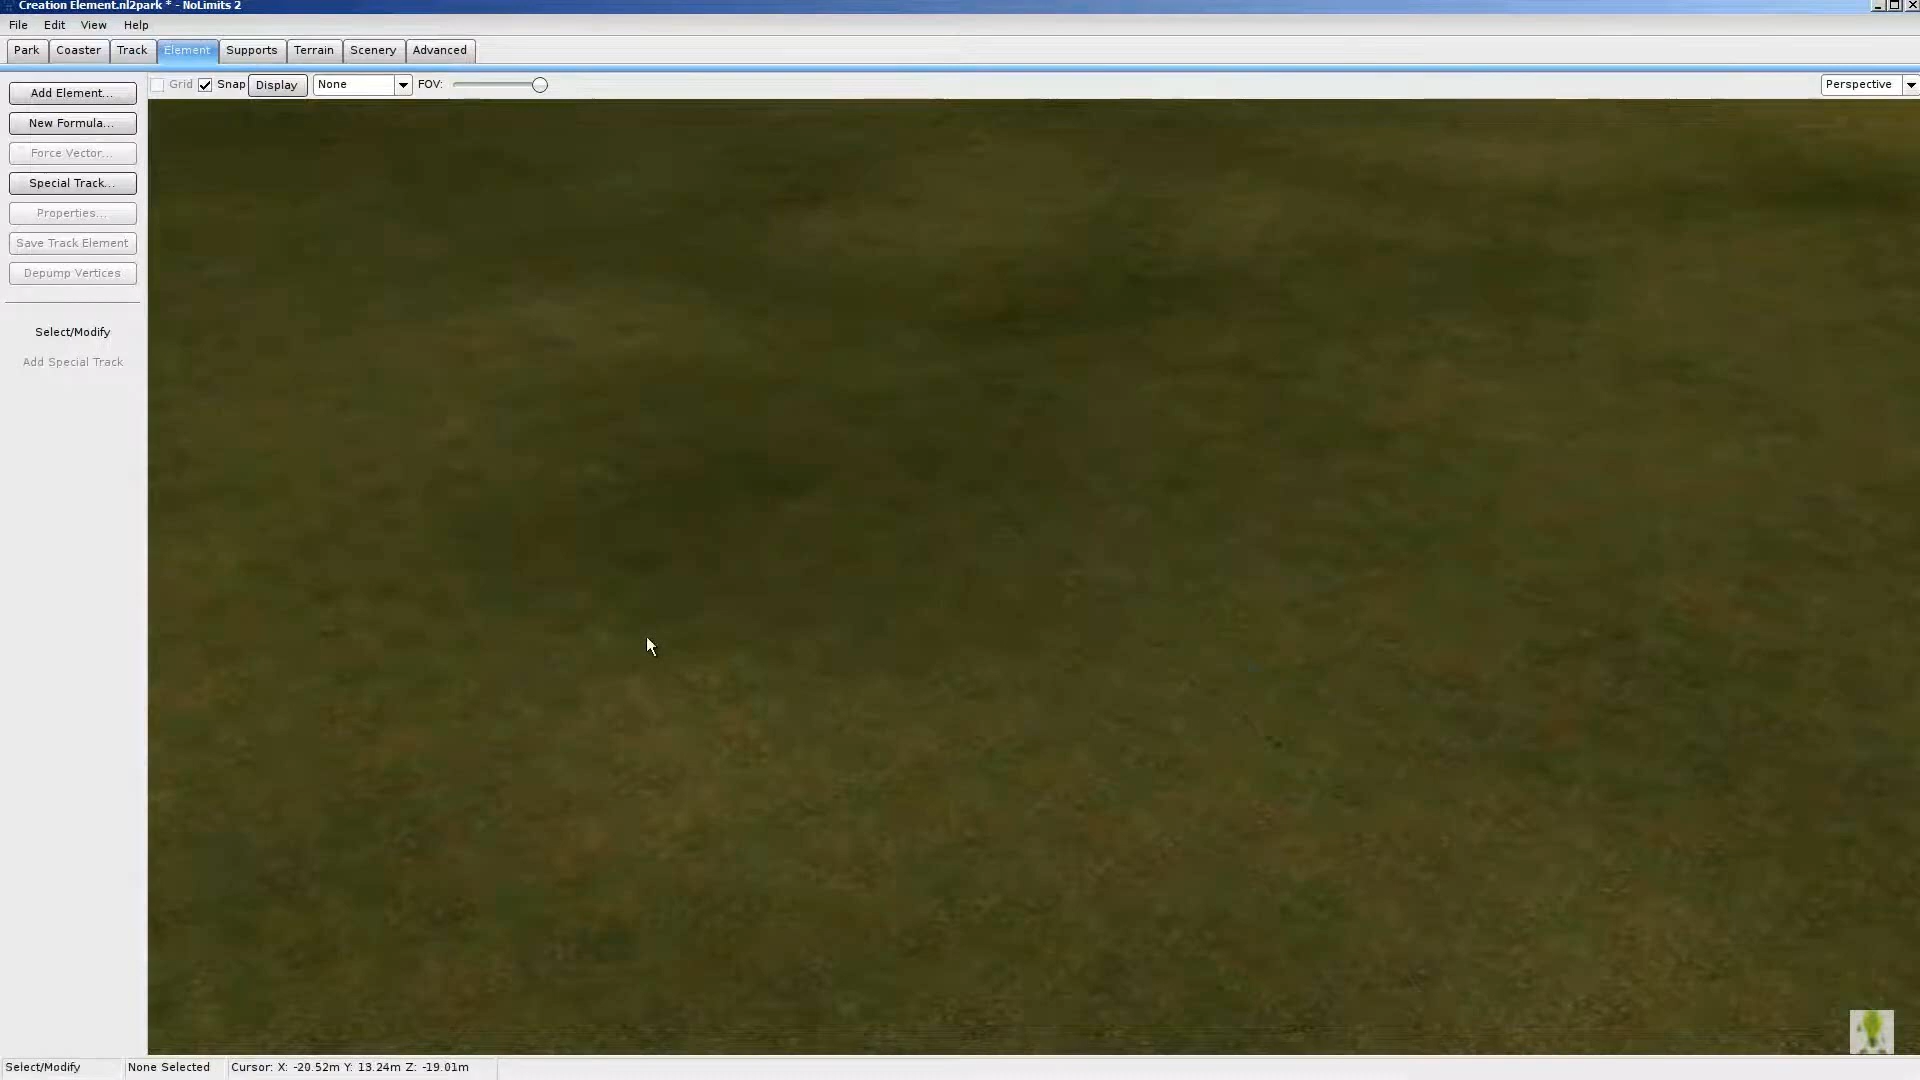 Creation Element.nl2park * - NoLimits 2
File Edit View Help
Park Coaster Track Element Supports Terrain Scenery Advanced
Grid Snap Display None FOV: Perspective
Add Element...
New Formula...
Force Vector...
Special Track...
Properties...
Save Track Element
Depump Vertices
Select/Modify
Add Special Track
Select/Modify None Selected Cursor: X: -20.52m Y: 13.24m Z: -19.01m